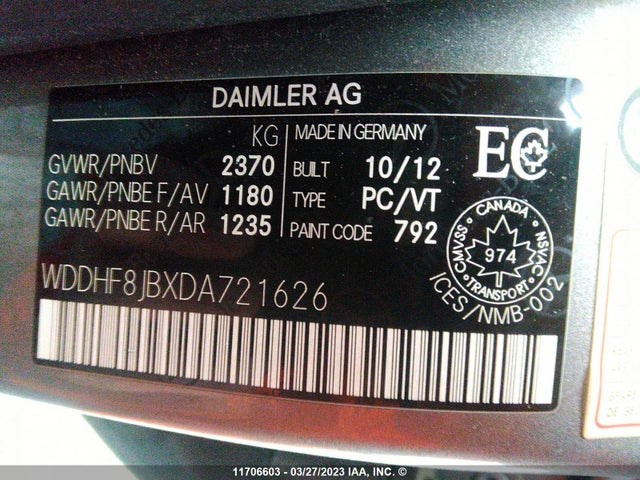 DAIMLER AG
KG
GVWR/PNBV 2370
GAWR/PNBE F/AV 1180
GAWR/PNBE R/AR 1235
MADE IN GERMANY
BUILT 10/12
TYPE PC/VT
PAINT CODE 792
EC
CANADA
CMVSS NSVAC
974
TRANSPORT
ICES/NMB-002
WDDHF8JBXDA721626
11706603 - 03/27/2023 IAA, INC. ©